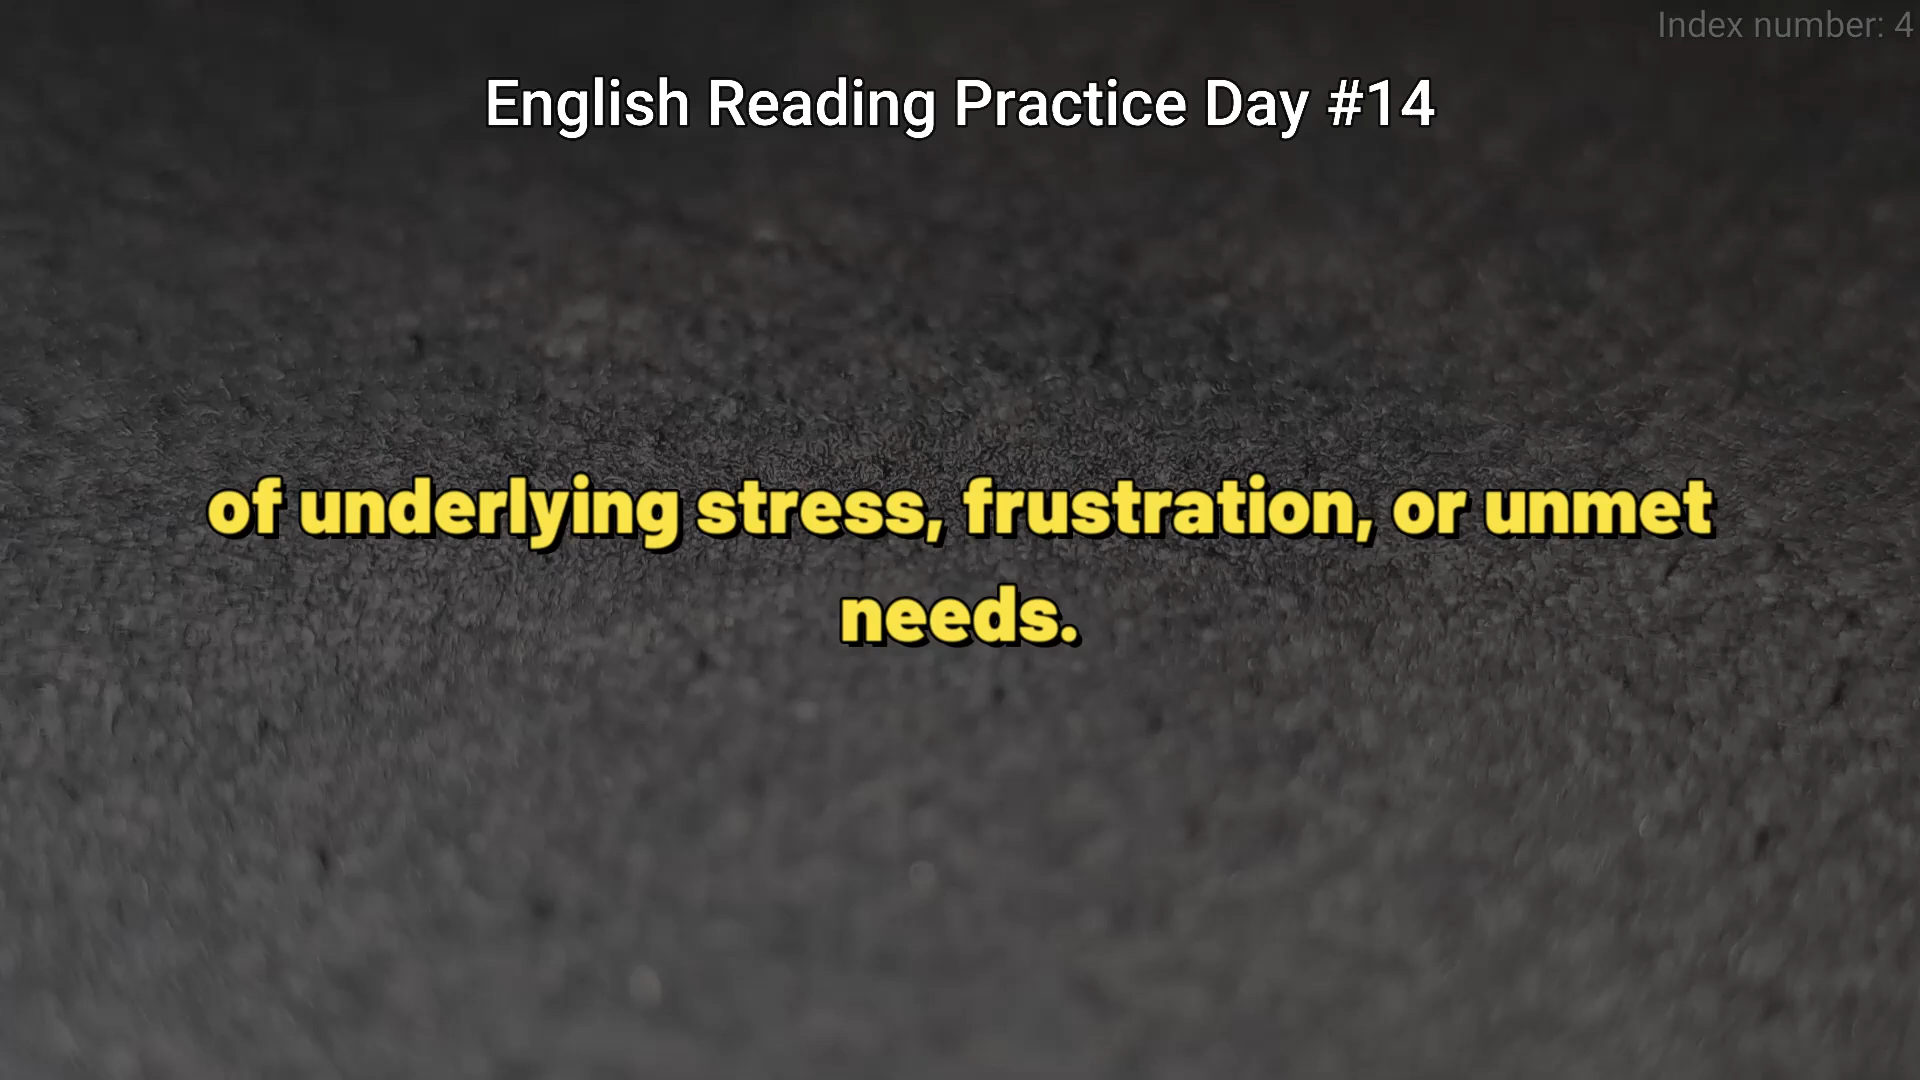 Index number: 4
English Reading Practice Day #14
of underlying stress, frustration, or unmet
needs.